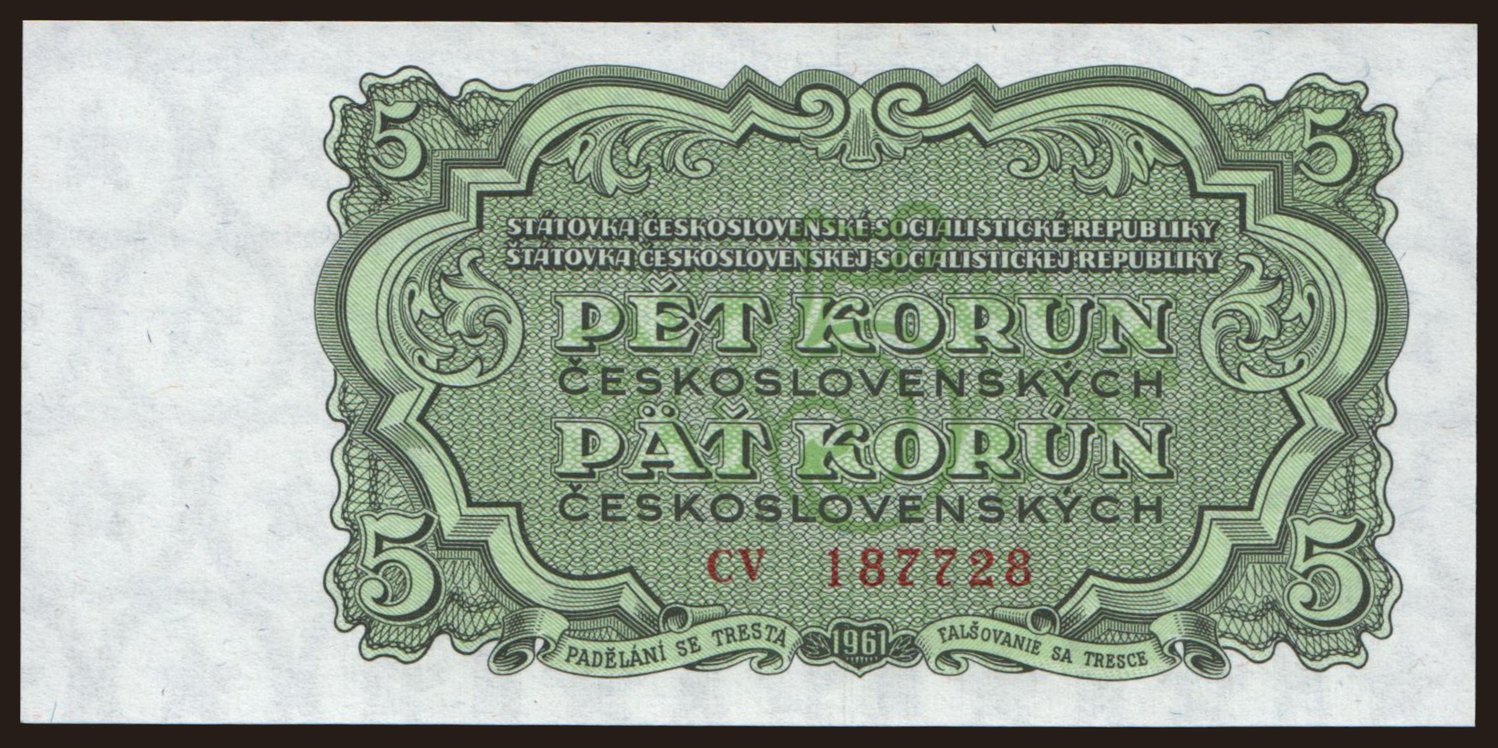 5 5
STÁTOVKA ČESKOSLOVENSKÉ SOCIALISTICKÉ REPUBLIKY
ŠTÁTOVKA ČESKOSLOVENSKEJ SOCIALISTICKEJ REPUBLIKY
PĚT KORUN
ČESKOSLOVENSKÝCH
PÄŤ KORÚN
ČESKOSLOVENSKÝCH
CV 187728
5 5
PADĚLÁNÍ SE TRESTÁ 1961 FALŠOVANIE SA TRESCE